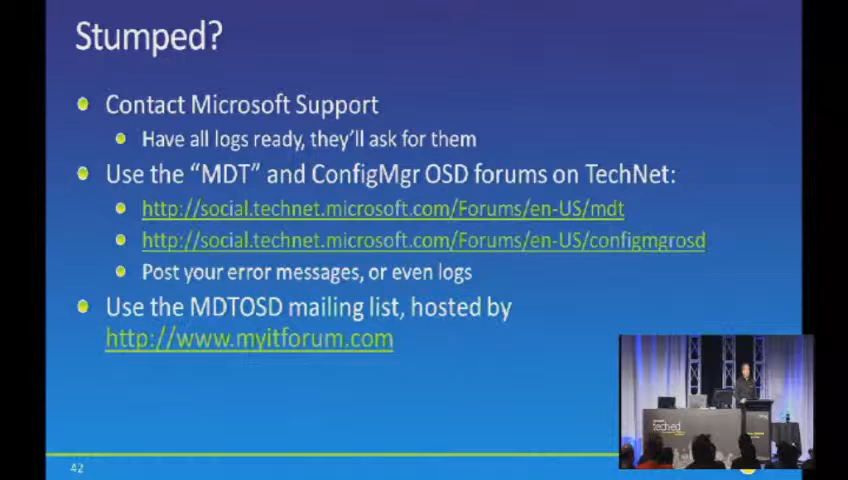 Stumped?
Contact Microsoft Support
Have all logs ready, they'll ask for them
Use the "MDT" and ConfigMgr OSD forums on TechNet:
http://social.technet.microsoft.com/Forums/en-US/mdt
http://social.technet.microsoft.com/Forums/en-US/configmgrosd
Post your error messages, or even logs
Use the MDTOSD mailing list, hosted by
http://www.myitforum.com
tech·ed
42